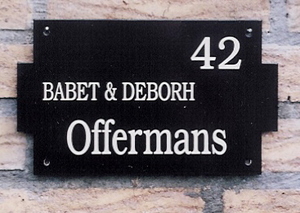 42
BABET & DEBORH
Offermans